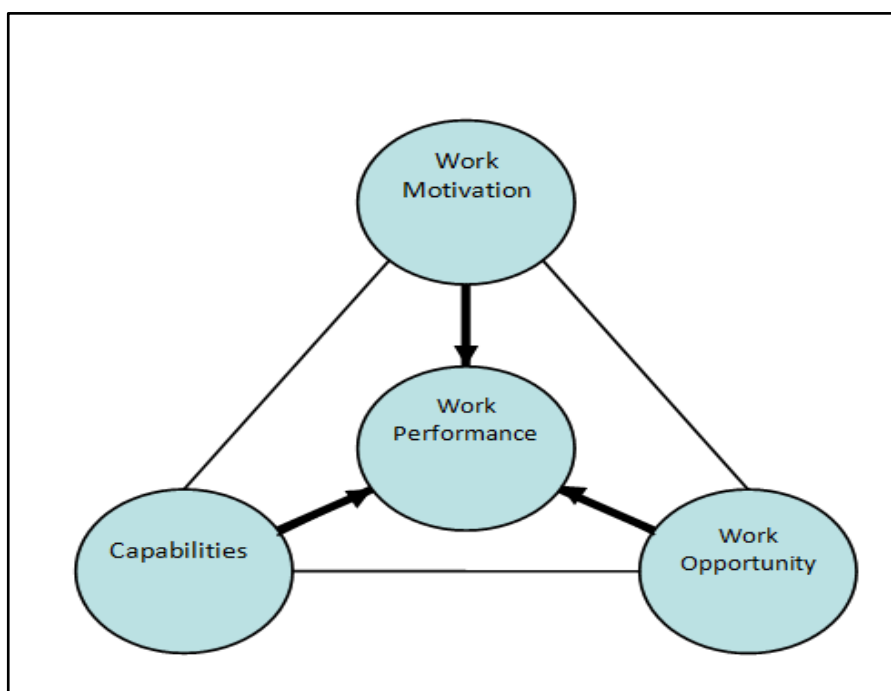 Work
Motivation
Work
Performance
Capabilities
Work
Opportunity